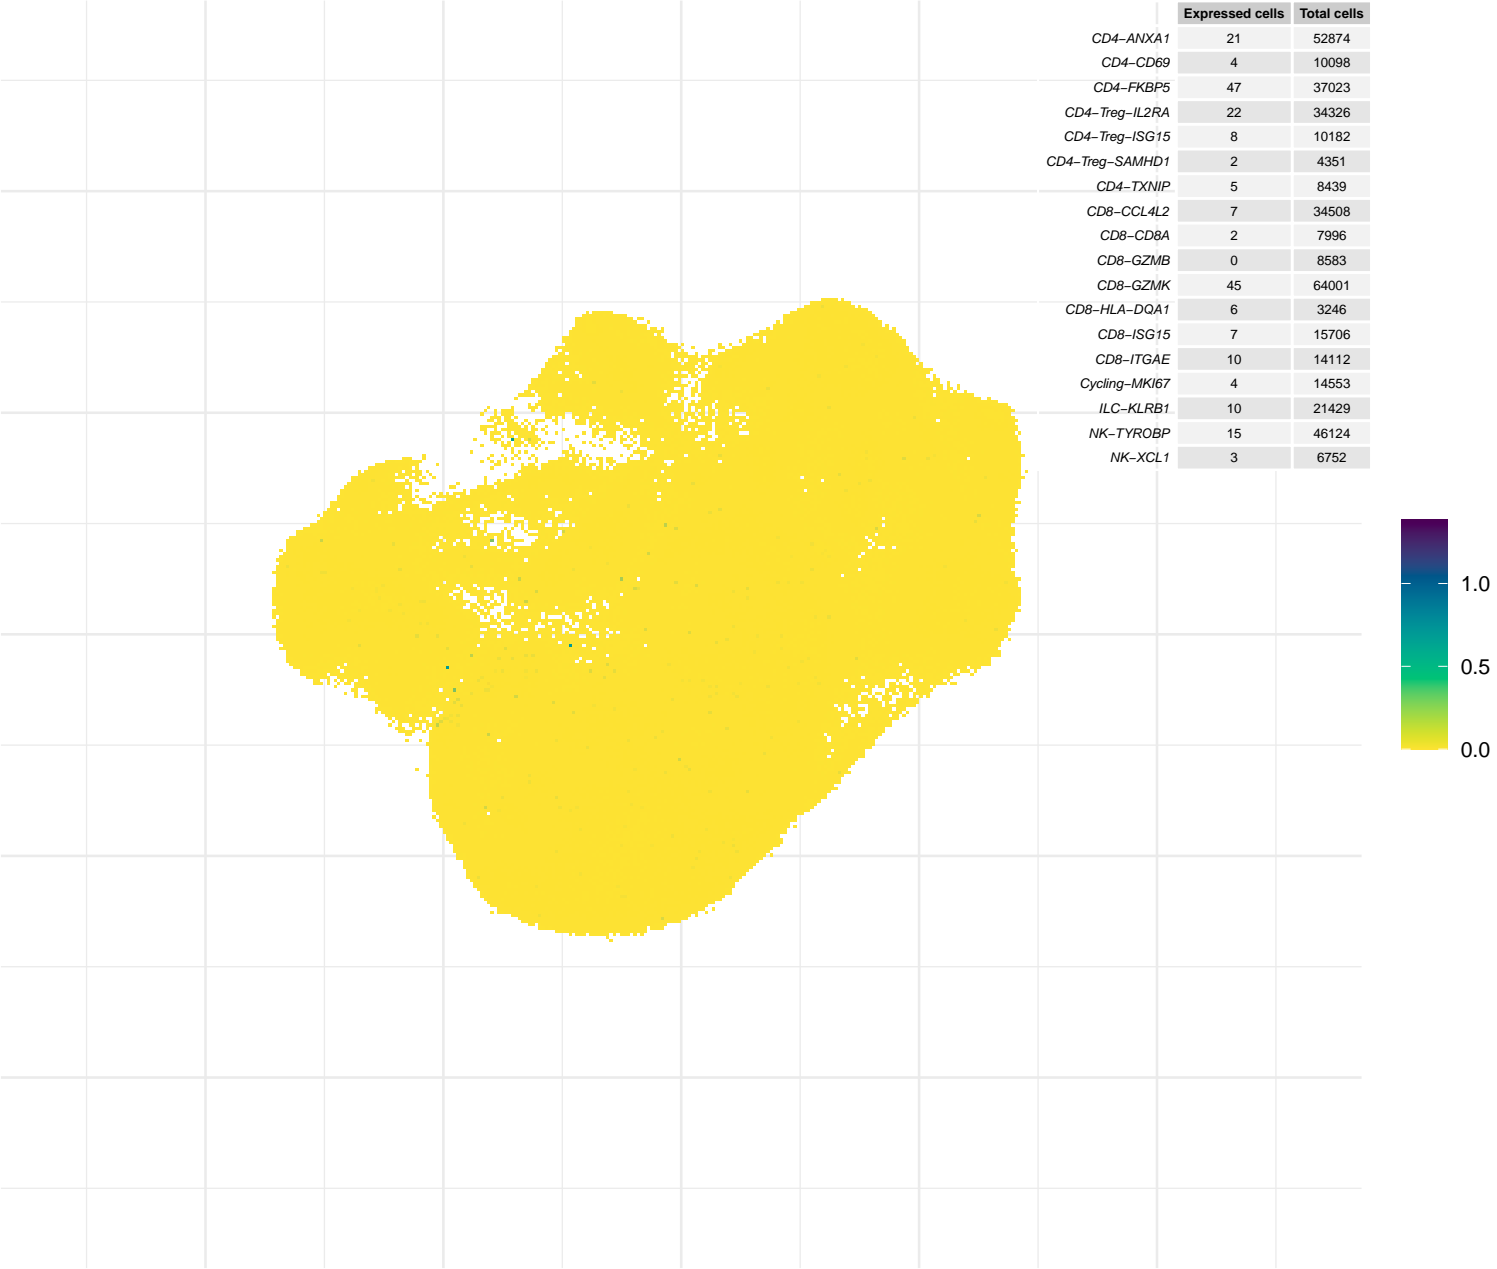 Expressed cells Total cells
CD4−ANXA1 21 52874
CD4−CD69 4 10098
CD4−FKBP5 47 37023
CD4−Treg−IL2RA 22 34326
CD4−Treg−ISG15 8 10182
CD4−Treg−SAMHD1 2 4351
CD4−TXNIP 5 8439
CD8−CCL4L2 7 34508
CD8−CD8A 2 7996
CD8−GZMB 0 8583
CD8−GZMK 45 64001
CD8−HLA−DQA1 6 3246
CD8−ISG15 7 15706
CD8−ITGAE 10 14112
Cycling−MKI67 4 14553
ILC−KLRB1 10 21429
NK−TYROBP 15 46124
NK−XCL1 3 6752
1.0
0.5
0.0